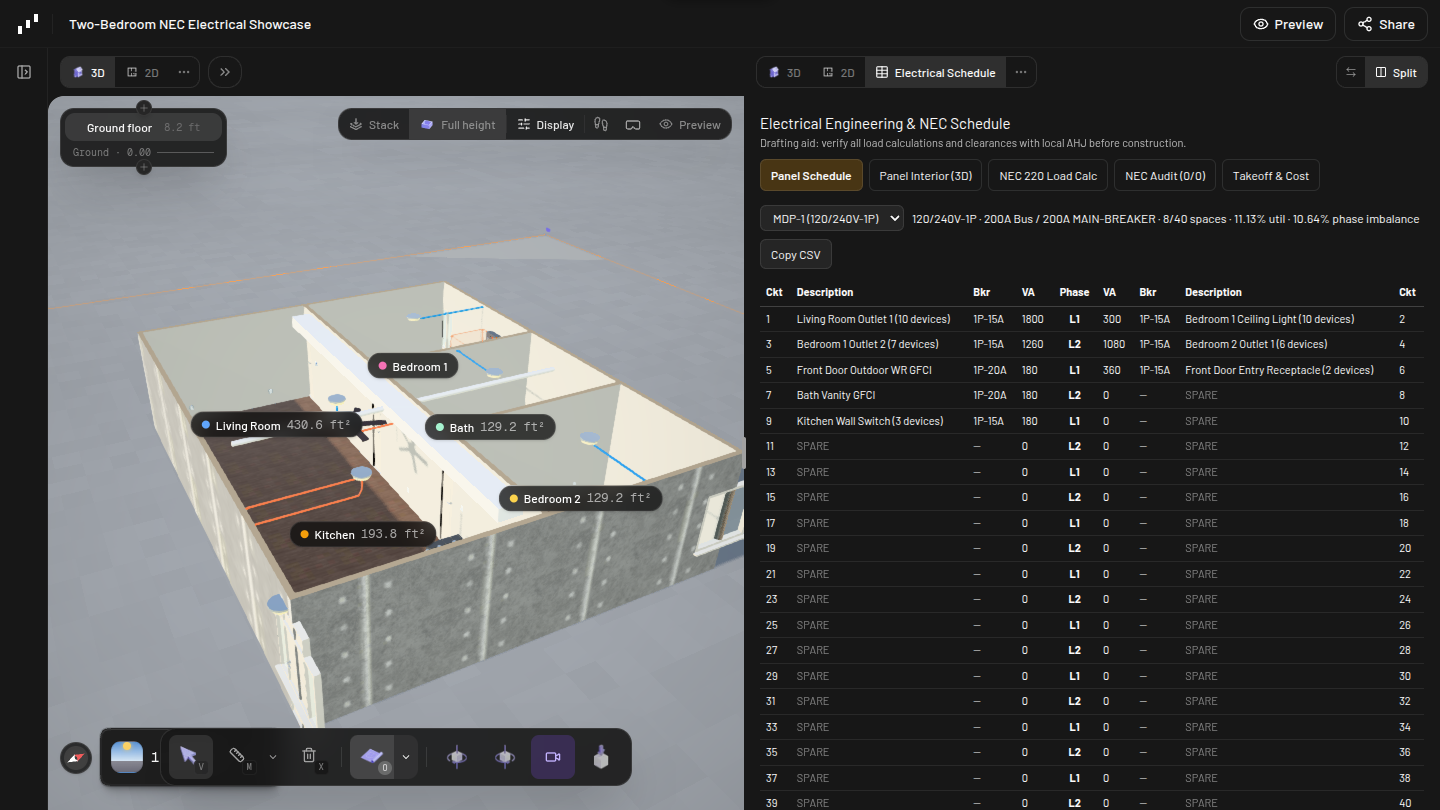 Two-Bedroom NEC Electrical Showcase
Preview
Share
3D
2D
3D
2D
Electrical Schedule
Split
Ground floor 8.2 ft
Ground · 0.00
Stack
Full height
Display
Preview
Bedroom 1
Living Room 430.6 ft²
Bath 129.2 ft²
Bedroom 2 129.2 ft²
Kitchen 193.8 ft²
1
V
M
X
0
Electrical Engineering & NEC Schedule
Drafting aid: verify all load calculations and clearances with local AHJ before construction.
Panel Schedule
Panel Interior (3D)
NEC 220 Load Calc
NEC Audit (0/0)
Takeoff & Cost
MDP-1 (120/240V-1P) 120/240V-1P · 200A Bus / 200A MAIN-BREAKER · 8/40 spaces · 11.13% util · 10.64% phase imbalance
Copy CSV
Ckt Description Bkr VA Phase VA Bkr Description Ckt
1 Living Room Outlet 1 (10 devices) 1P-15A 1800 L1 300 1P-15A Bedroom 1 Ceiling Light (10 devices) 2
3 Bedroom 1 Outlet 2 (7 devices) 1P-15A 1260 L2 1080 1P-15A Bedroom 2 Outlet 1 (6 devices) 4
5 Front Door Outdoor WR GFCI 1P-20A 180 L1 360 1P-15A Front Door Entry Receptacle (2 devices) 6
7 Bath Vanity GFCI 1P-20A 180 L2 0 — SPARE 8
9 Kitchen Wall Switch (3 devices) 1P-15A 180 L1 0 — SPARE 10
11 SPARE — 0 L2 0 — SPARE 12
13 SPARE — 0 L1 0 — SPARE 14
15 SPARE — 0 L2 0 — SPARE 16
17 SPARE — 0 L1 0 — SPARE 18
19 SPARE — 0 L2 0 — SPARE 20
21 SPARE — 0 L1 0 — SPARE 22
23 SPARE — 0 L2 0 — SPARE 24
25 SPARE — 0 L1 0 — SPARE 26
27 SPARE — 0 L2 0 — SPARE 28
29 SPARE — 0 L1 0 — SPARE 30
31 SPARE — 0 L2 0 — SPARE 32
33 SPARE — 0 L1 0 — SPARE 34
35 SPARE — 0 L2 0 — SPARE 36
37 SPARE — 0 L1 0 — SPARE 38
39 SPARE — 0 L2 0 — SPARE 40